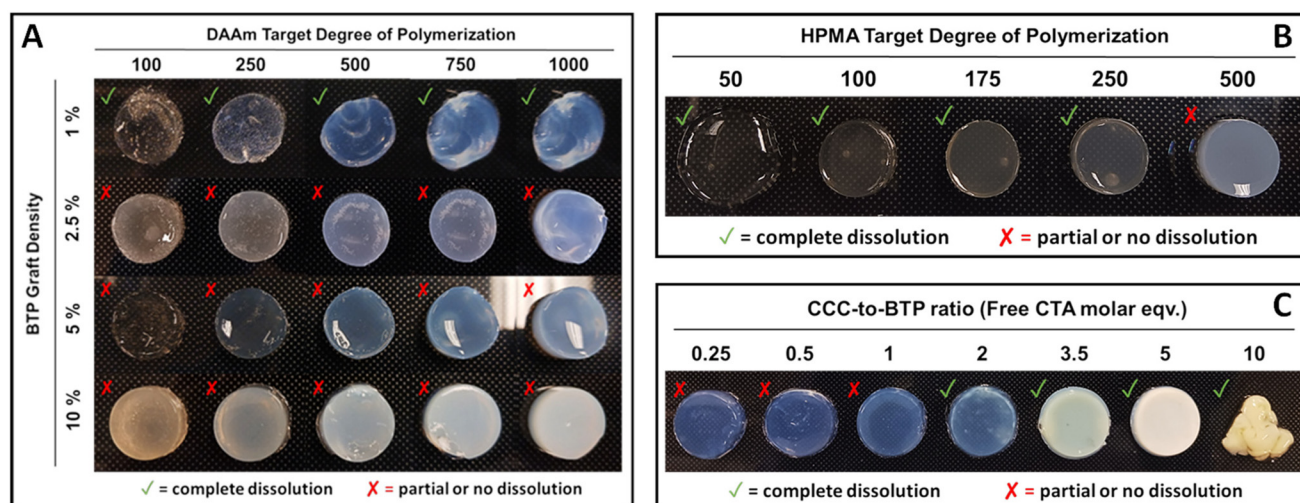 A
DAAm Target Degree of Polymerization
100 250 500 750 1000
BTP Graft Density
1 %
✓ ✓ ✓ ✓ ✓
2.5 %
✗ ✗ ✗ ✗ ✗
5 %
✗ ✗ ✗ ✗ ✗
10 %
✗ ✗ ✗ ✗ ✗
✓ = complete dissolution ✗ = partial or no dissolution
B
HPMA Target Degree of Polymerization
50 100 175 250 500
✓ ✓ ✓ ✓ ✗
✓ = complete dissolution ✗ = partial or no dissolution
C
CCC-to-BTP ratio (Free CTA molar eqv.)
0.25 0.5 1 2 3.5 5 10
✗ ✗ ✗ ✓ ✓ ✓ ✓
✓ = complete dissolution ✗ = partial or no dissolution